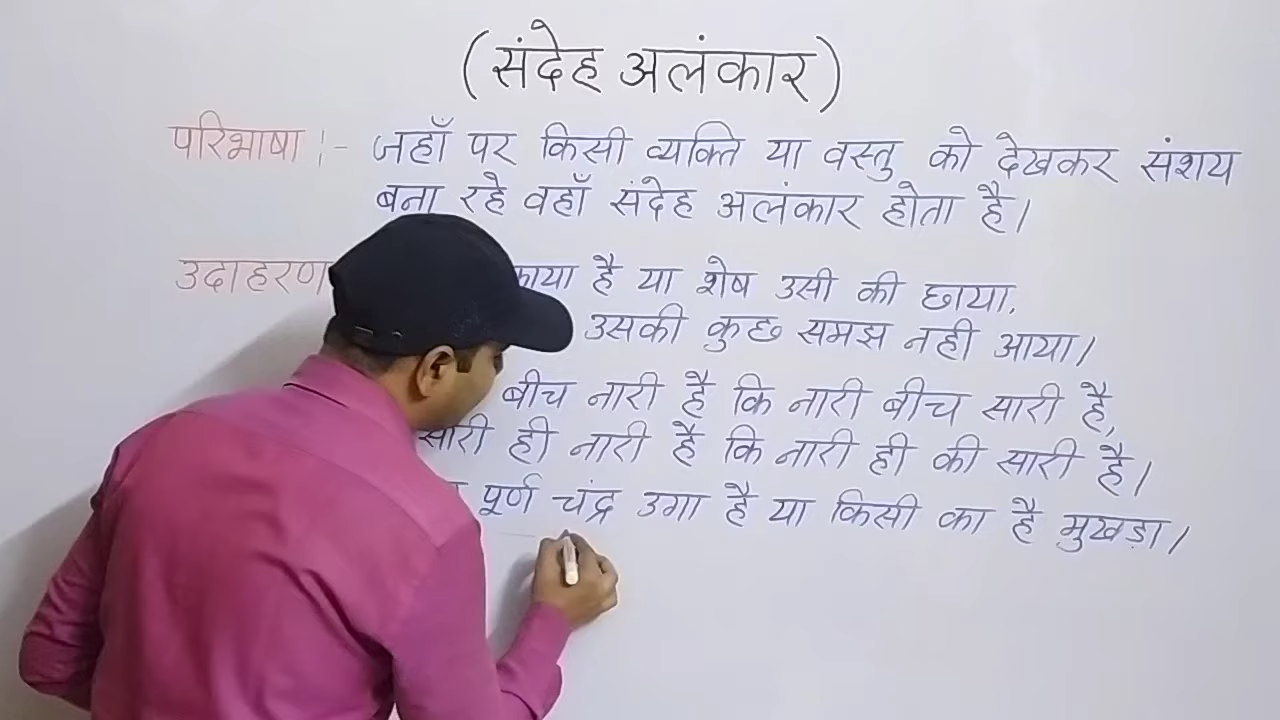 (संदेह अलंकार)
परिभाषा :- जहाँ पर किसी व्यक्ति या वस्तु को देखकर संशय
बना रहे वहाँ संदेह अलंकार होता है।
उदाहरण काया है या शेष उसी की छाया,
उसकी कुछ समझ नही आया।
बीच नारी है कि नारी बीच सारी है,
सारी ही नारी है कि नारी ही की सारी है।
पूर्ण चंद्र उगा है या किसी का है मुखड़ा।